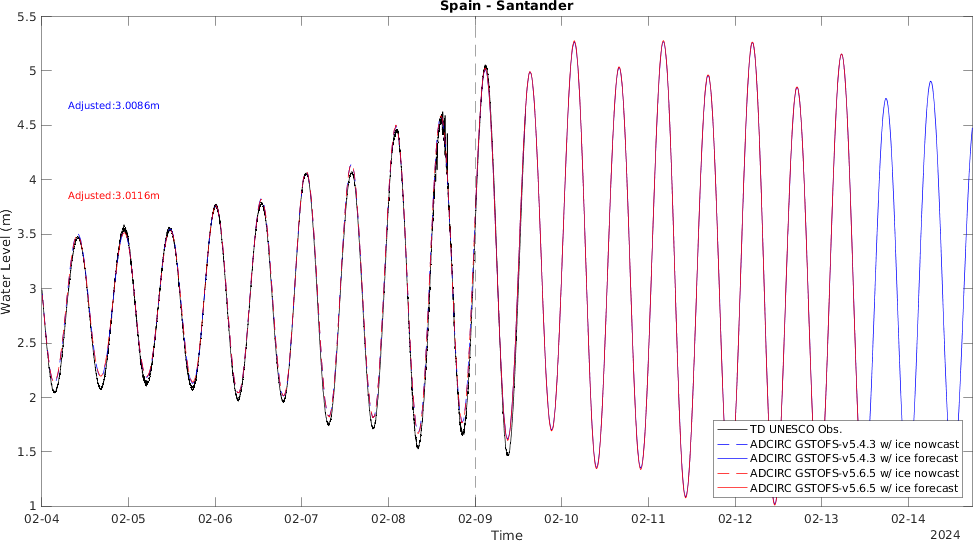 Spain - Santander
5.5
5
4.5
4
3.5
3
2.5
2
1.5
1
Water Level (m)
Adjusted:3.0086m
Adjusted:3.0116m
TD UNESCO Obs.
ADCIRC GSTOFS-v5.4.3 w/ ice nowcast
ADCIRC GSTOFS-v5.4.3 w/ ice forecast
ADCIRC GSTOFS-v5.6.5 w/ ice nowcast
ADCIRC GSTOFS-v5.6.5 w/ ice forecast
02-04 02-05 02-06 02-07 02-08 02-09 02-10 02-11 02-12 02-13 02-14
Time
2024